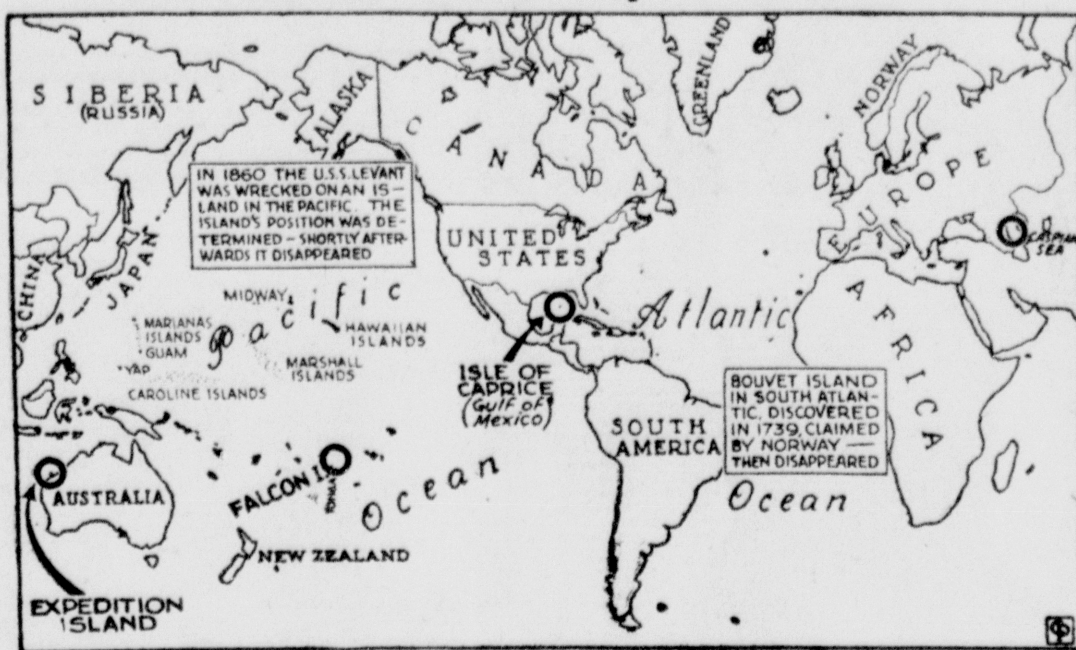 SIBERIA
(RUSSIA)
ALASKA
CANADA
GREENLAND
NORWAY
EUROPE
IN 1860 THE U.S.S. LEVANT
WAS WRECKED ON AN IS-
LAND IN THE PACIFIC. THE
ISLAND'S POSITION WAS DE-
TERMINED - SHORTLY AFTER-
WARDS IT DISAPPEARED
UNITED
STATES
CASPIAN
SEA
CHINA
JAPAN
MIDWAY
Pacific
MARIANAS
ISLANDS
GUAM
HAWAIIAN
ISLANDS
YAP
MARSHALL
ISLANDS
CAROLINE ISLANDS
Atlantic
AFRICA
ISLE OF
CAPRICE
(Gulf of
Mexico)
SOUTH
AMERICA
BOUVET ISLAND
IN SOUTH ATLAN-
TIC, DISCOVERED
IN 1739, CLAIMED
BY NORWAY —
THEN DISAPPEARED
FALCON I.
TONGA
Ocean
Ocean
AUSTRALIA
NEW ZEALAND
EXPEDITION
ISLAND